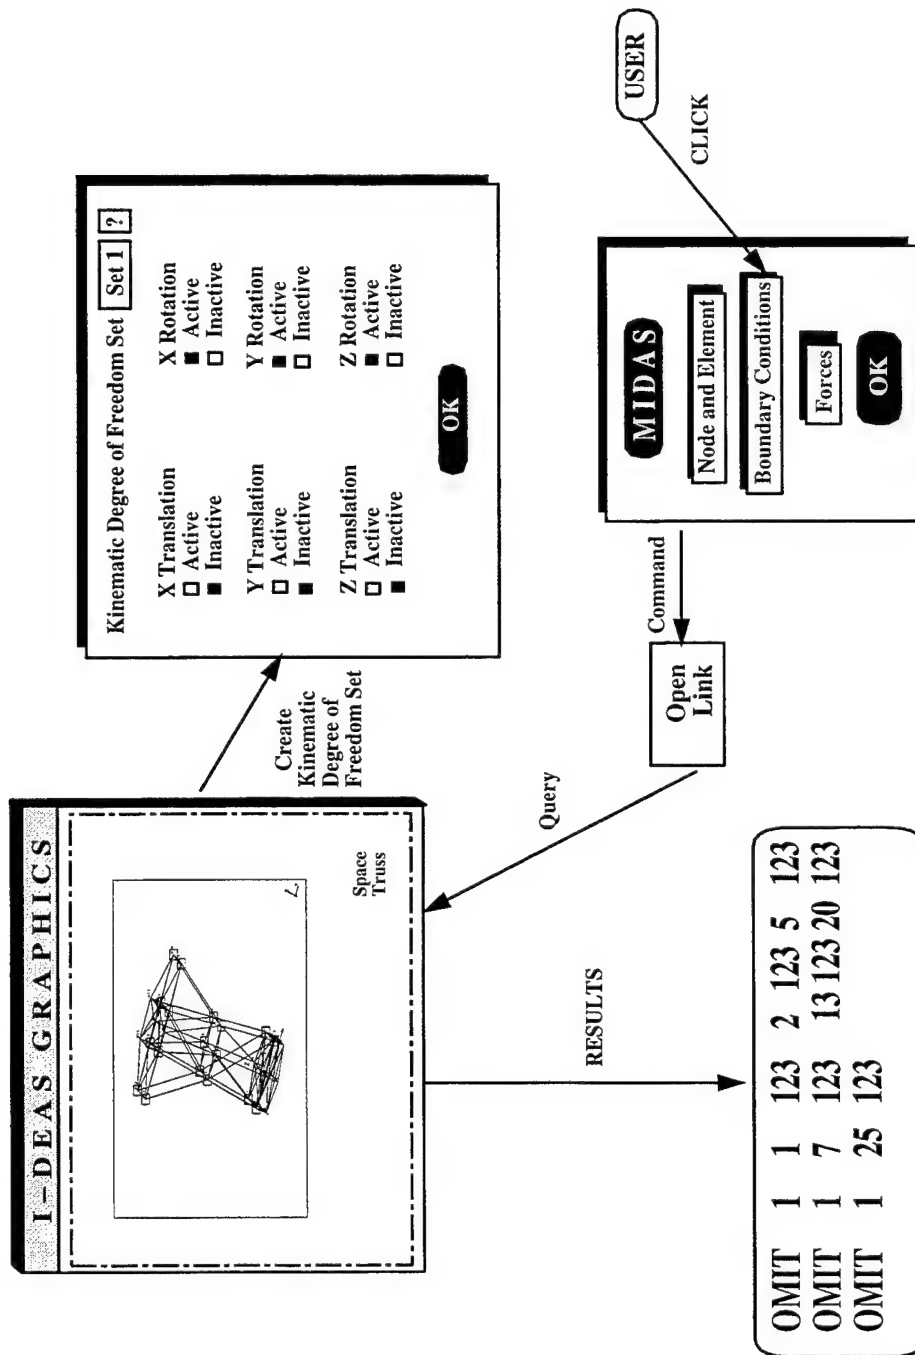 I-DEAS GRAPHICS
Space
Truss
Create
Kinematic
Degree of
Freedom Set
Kinematic Degree of Freedom Set Set 1 ?
X Translation
Active
Inactive
X Rotation
Active
Inactive
Y Translation
Active
Inactive
Y Rotation
Active
Inactive
Z Translation
Active
Inactive
Z Rotation
Active
Inactive
OK
RESULTS
Query
Open
Link
Command
MIDAS
Node and Element
Boundary Conditions
Forces
OK
CLICK
USER
OMIT 1 1 123 2 123 5 123
OMIT 1 7 123 13 123 20 123
OMIT 1 25 123